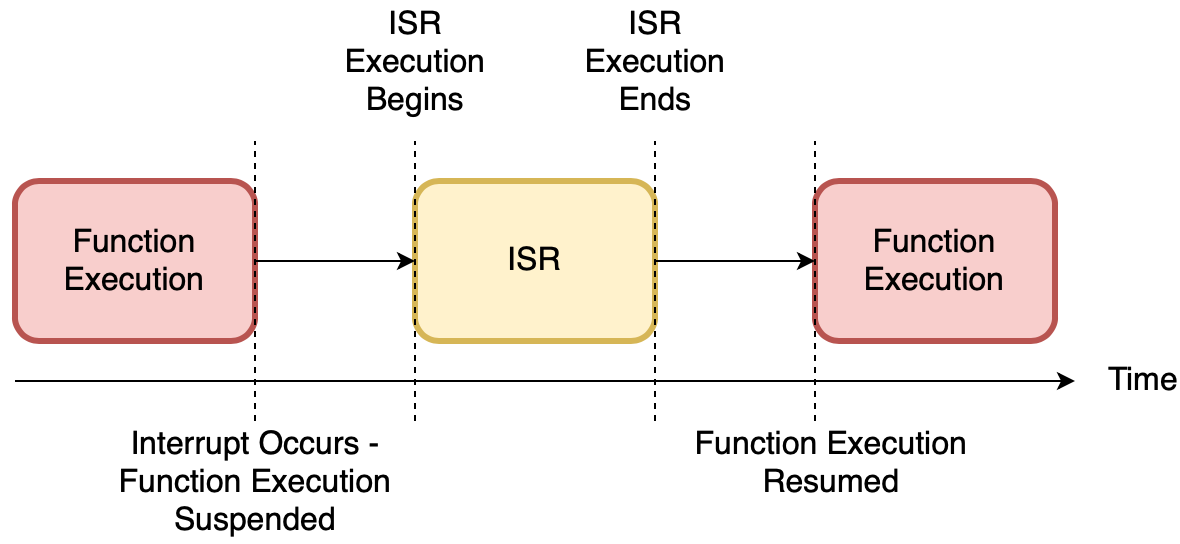 ISR
Execution
Begins
ISR
Execution
Ends
Function
Execution
ISR
Function
Execution
Time
Interrupt Occurs -
Function Execution
Suspended
Function Execution
Resumed